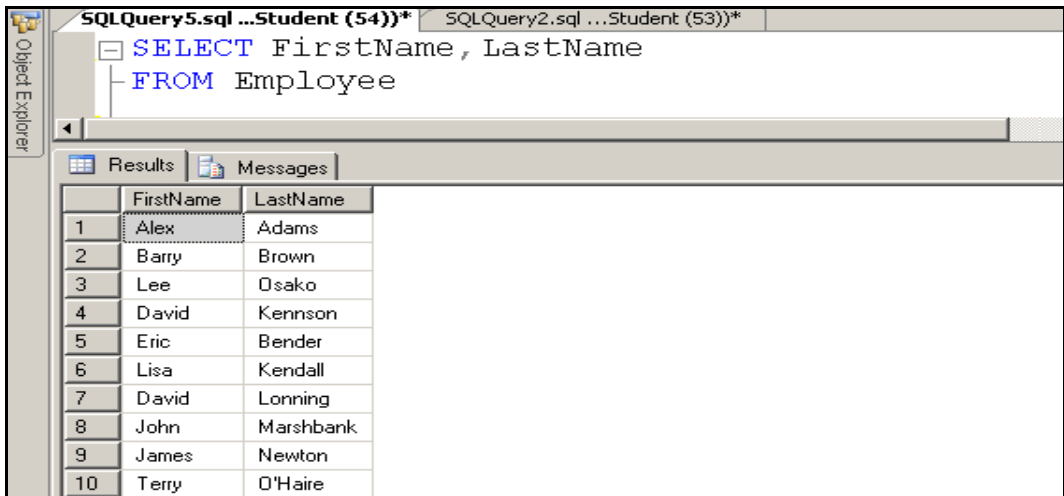 SQLQuery5.sql ...Student (54))* SQLQuery2.sql ...Student (53))*
Object Explorer
SELECT FirstName, LastName
FROM Employee
Results Messages
FirstName LastName
1 Alex Adams
2 Barry Brown
3 Lee Osako
4 David Kennson
5 Eric Bender
6 Lisa Kendall
7 David Lonning
8 John Marshbank
9 James Newton
10 Terry O'Haire